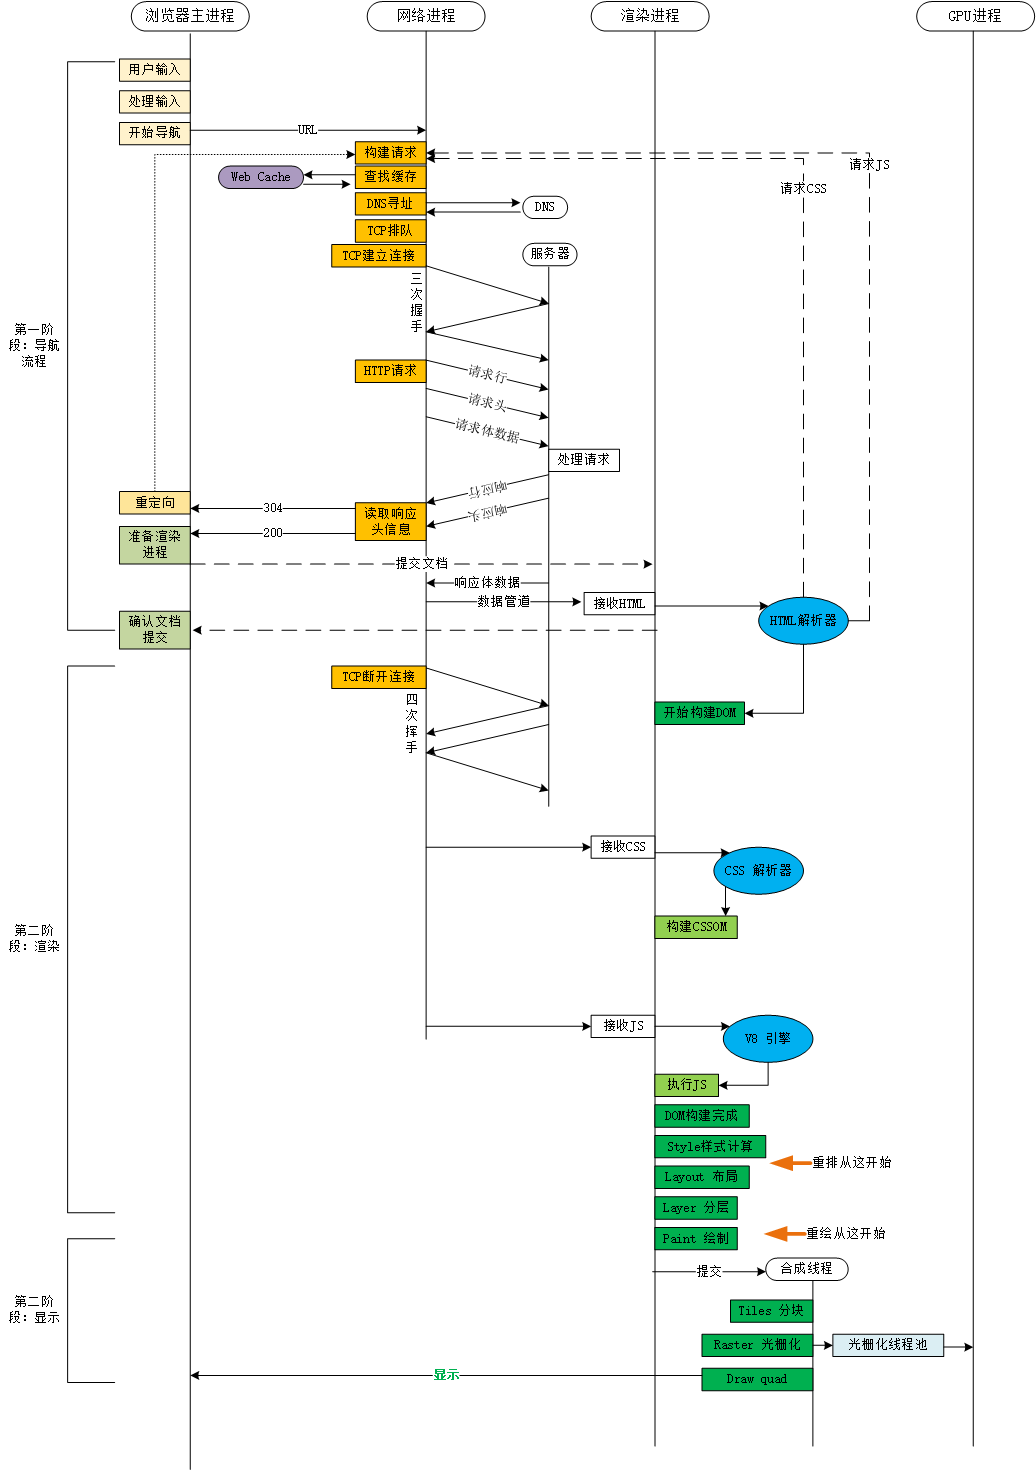 浏览器主进程
网络进程
渲染进程
GPU进程
用户输入
处理输入
开始导航
URL
构建请求
请求JS
Web Cache
查找缓存
请求CSS
DNS寻址
DNS
TCP排队
TCP建立连接
服务器
三
次
握
手
第一阶
段：导航
流程
HTTP请求
请求行
请求头
请求体数据
处理请求
响应行
重定向
304
读取响应
头信息
响应头
准备渲染
进程
200
提交文档
响应体数据
数据管道
接收HTML
HTML解析器
确认文档
提交
TCP断开连接
四
次
挥
手
开始构建DOM
接收CSS
CSS 解析器
构建CSSOM
第二阶
段：渲染
接收JS
V8 引擎
执行JS
DOM构建完成
Style样式计算
重排从这开始
Layout 布局
Layer 分层
Paint 绘制
重绘从这开始
提交
合成线程
第二阶
段：显示
Tiles 分块
Raster 光栅化
光栅化线程池
显示
Draw quad